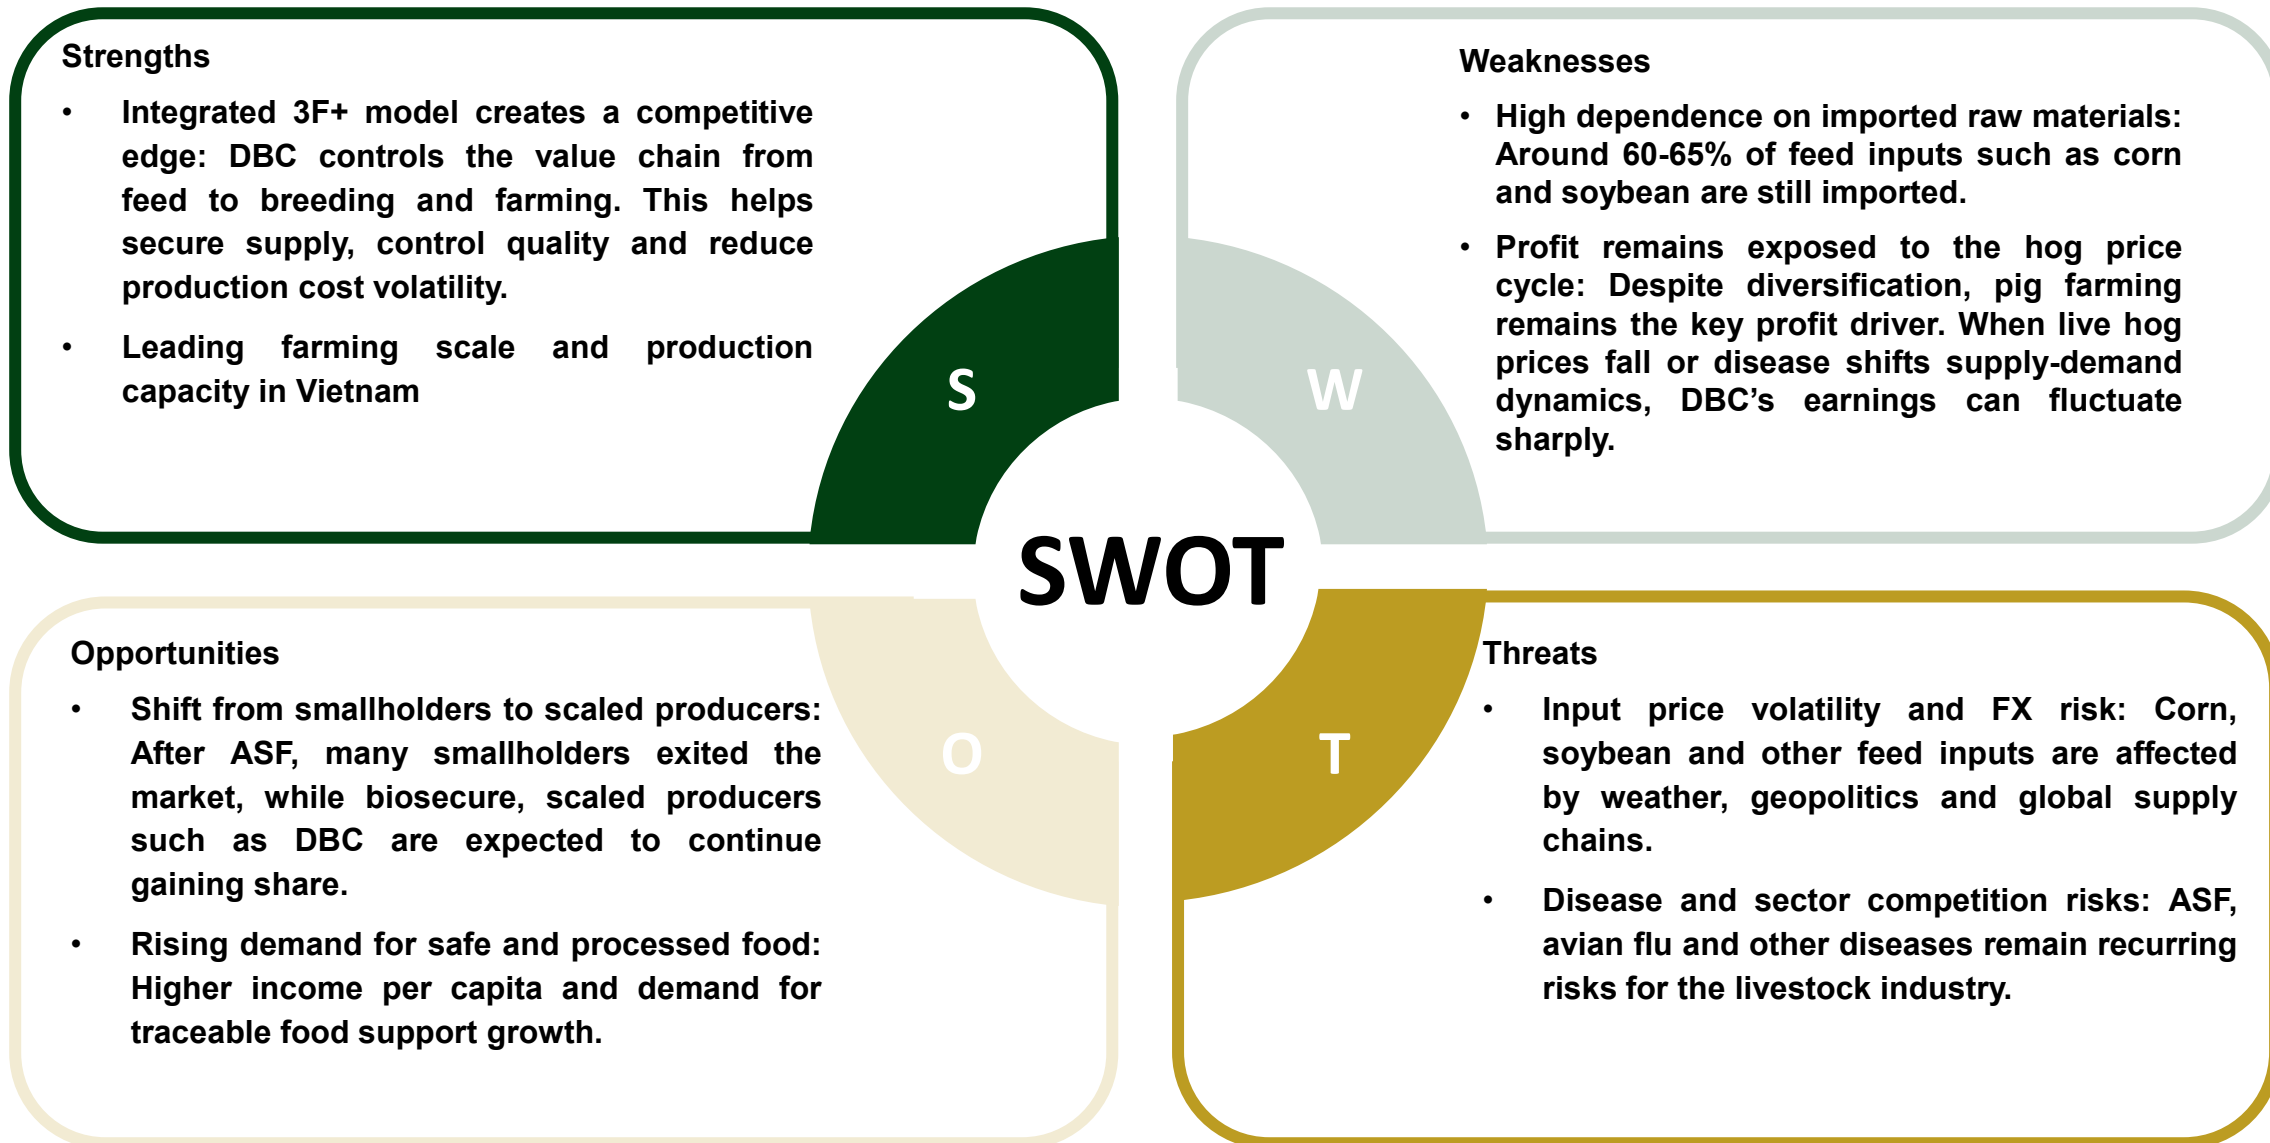 Strengths
• Integrated 3F+ model creates a competitive
edge: DBC controls the value chain from
feed to breeding and farming. This helps
secure supply, control quality and reduce
production cost volatility.
• Leading farming scale and production
capacity in Vietnam
Weaknesses
• High dependence on imported raw materials:
Around 60-65% of feed inputs such as corn
and soybean are still imported.
• Profit remains exposed to the hog price
cycle: Despite diversification, pig farming
remains the key profit driver. When live hog
prices fall or disease shifts supply-demand
dynamics, DBC’s earnings can fluctuate
sharply.
S
W
SWOT
O
T
Opportunities
• Shift from smallholders to scaled producers:
After ASF, many smallholders exited the
market, while biosecure, scaled producers
such as DBC are expected to continue
gaining share.
• Rising demand for safe and processed food:
Higher income per capita and demand for
traceable food support growth.
Threats
• Input price volatility and FX risk: Corn,
soybean and other feed inputs are affected
by weather, geopolitics and global supply
chains.
• Disease and sector competition risks: ASF,
avian flu and other diseases remain recurring
risks for the livestock industry.